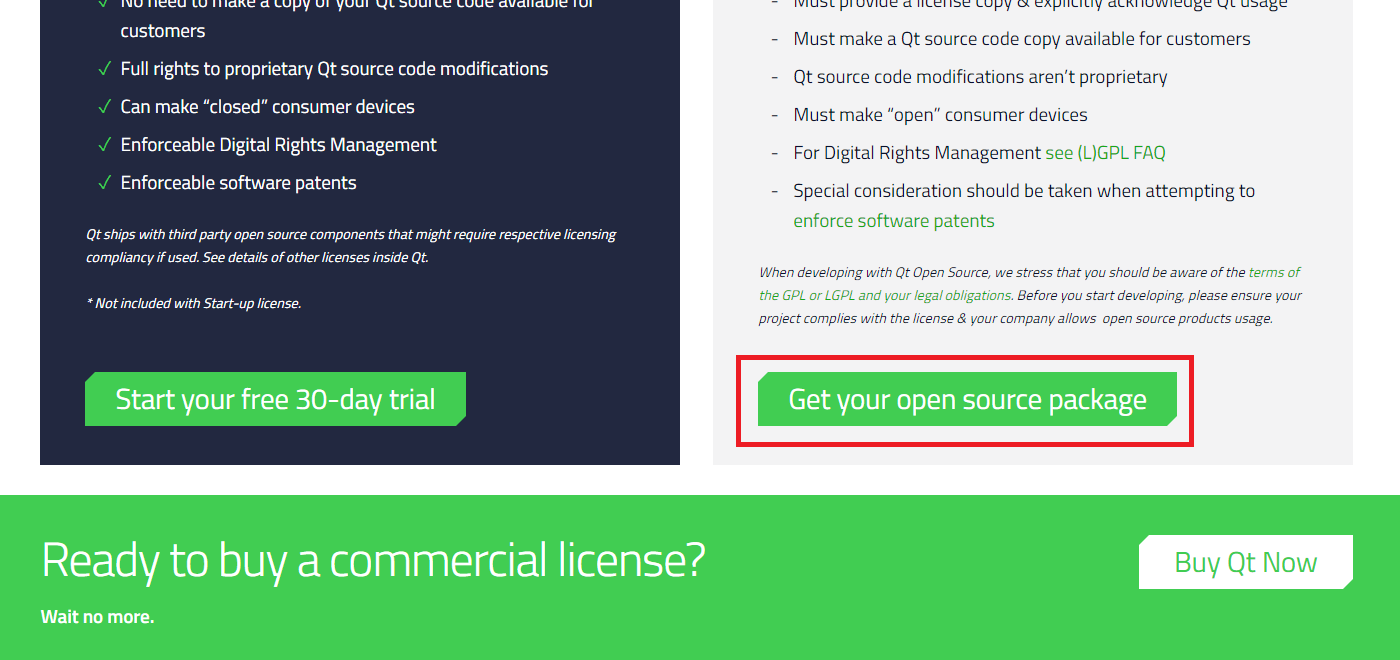 ✓ No need to make a copy of your Qt source code available for
customers
✓ Full rights to proprietary Qt source code modifications
✓ Can make “closed” consumer devices
✓ Enforceable Digital Rights Management
✓ Enforceable software patents
Qt ships with third party open source components that might require respective licensing
compliancy if used. See details of other licenses inside Qt.
* Not included with Start-up license.
Start your free 30-day trial
- Must provide a license copy & explicitly acknowledge Qt usage
- Must make a Qt source code copy available for customers
- Qt source code modifications aren’t proprietary
- Must make “open” consumer devices
- For Digital Rights Management see (L)GPL FAQ
- Special consideration should be taken when attempting to
enforce software patents
When developing with Qt Open Source, we stress that you should be aware of the terms of
the GPL or LGPL and your legal obligations. Before you start developing, please ensure your
project complies with the license & your company allows open source products usage.
Get your open source package
Ready to buy a commercial license?
Wait no more.
Buy Qt Now